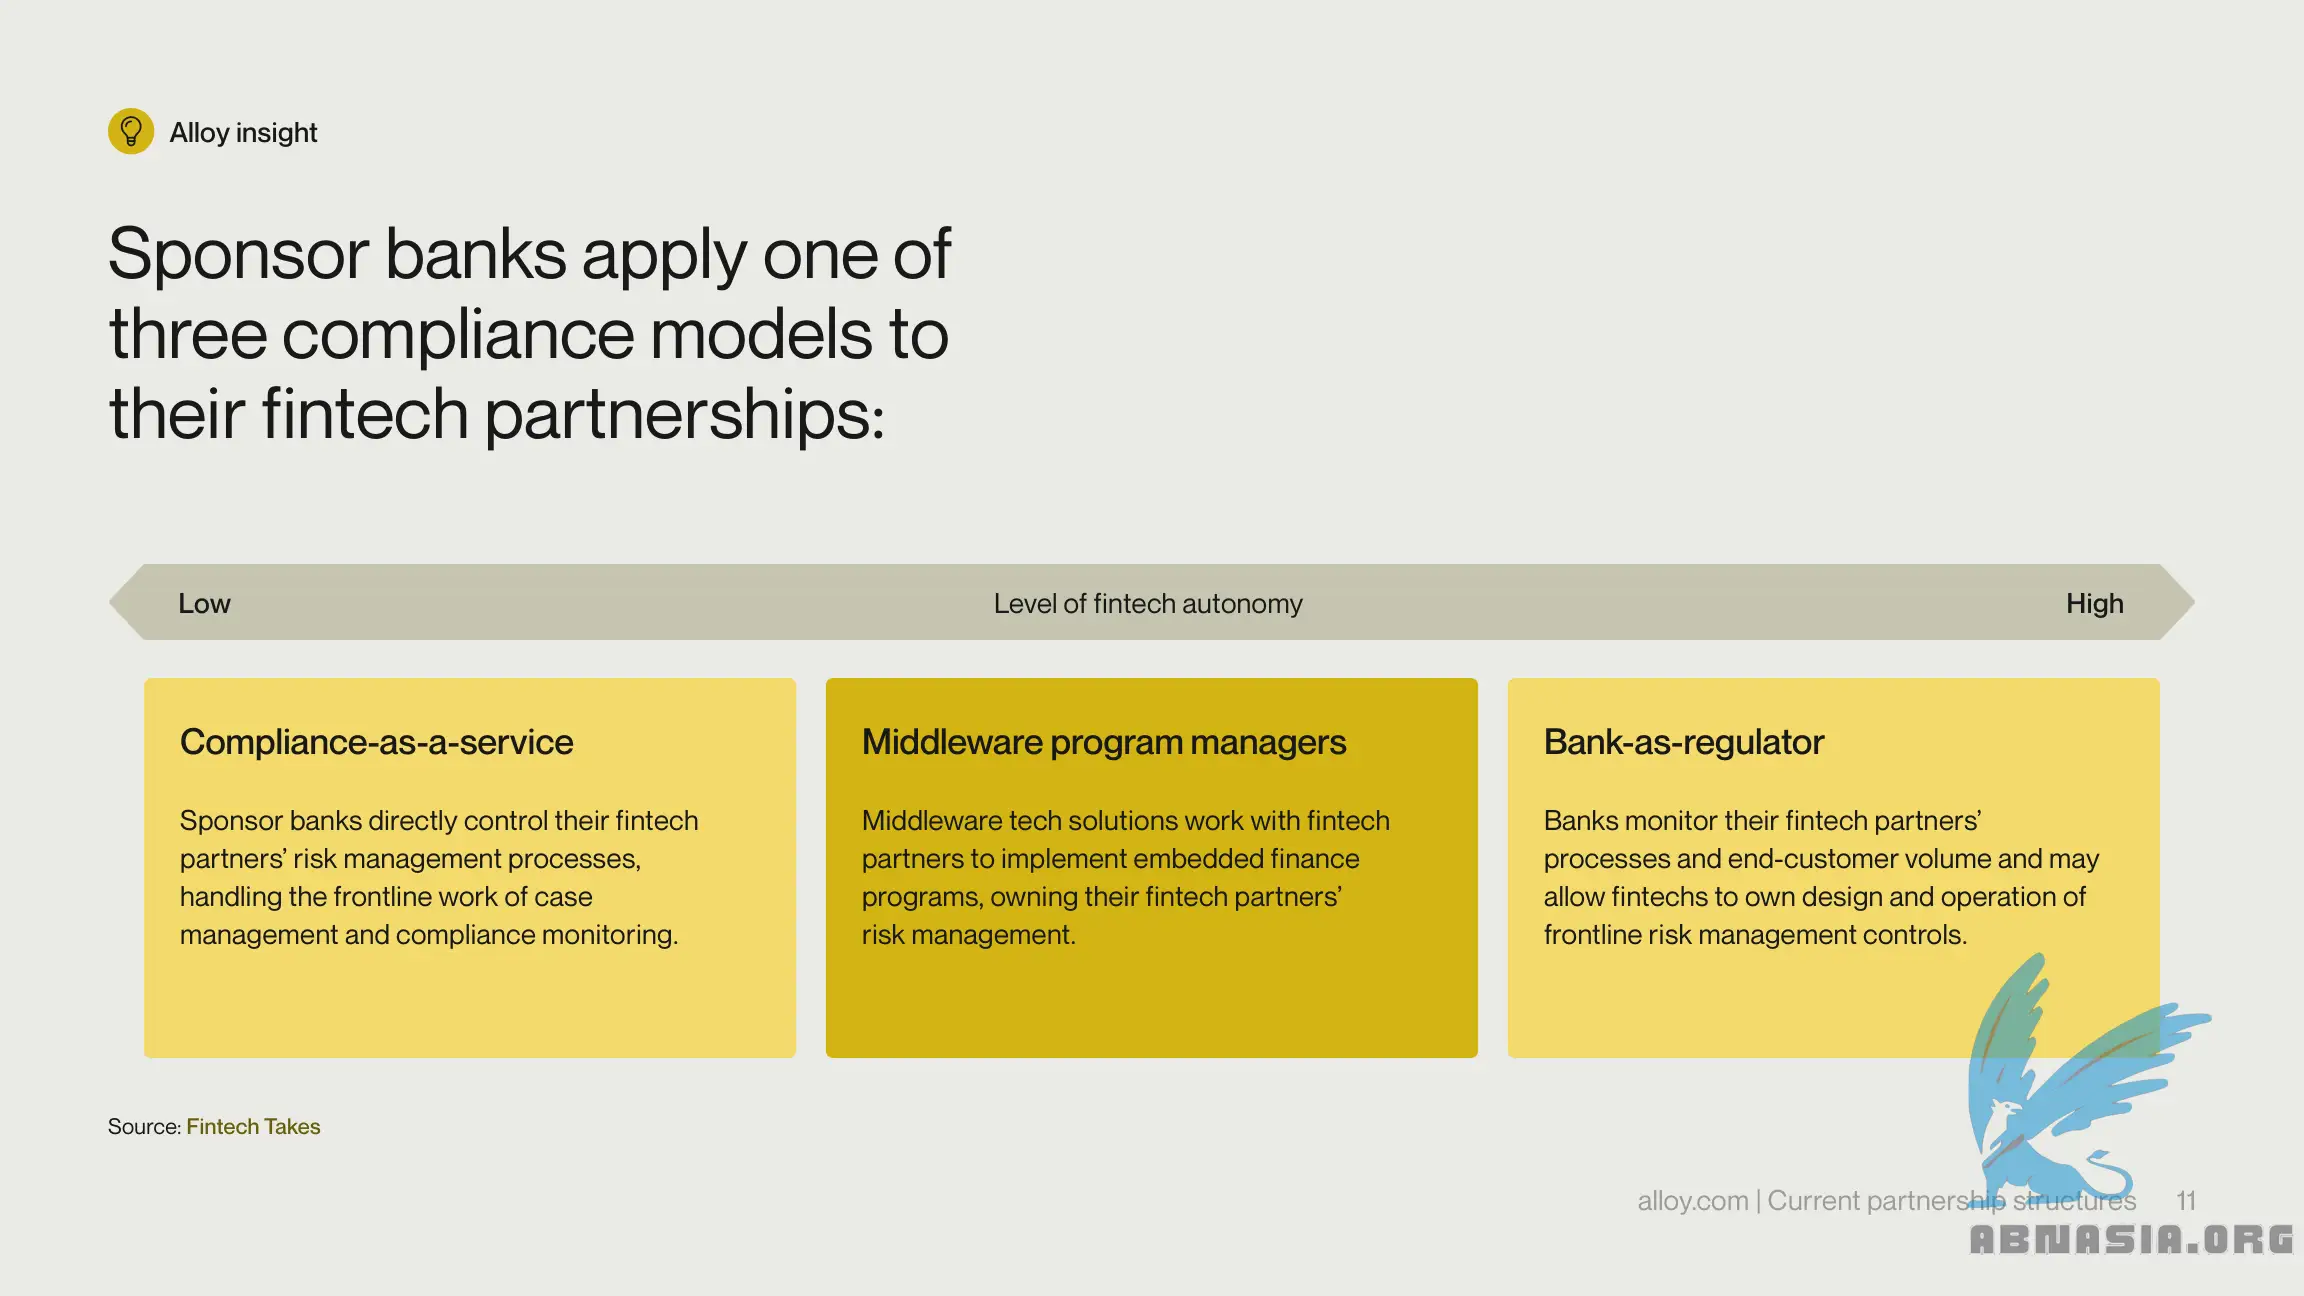 Alloy insight
Sponsor banks apply one of
three compliance models to
their fintech partnerships:
Low
Level of fintech autonomy
High
Compliance-as-a-service
Sponsor banks directly control their fintech
partners’ risk management processes,
handling the frontline work of case
management and compliance monitoring.
Middleware program managers
Middleware tech solutions work with fintech
partners to implement embedded finance
programs, owning their fintech partners’
risk management.
Bank-as-regulator
Banks monitor their fintech partners’
processes and end-customer volume and may
allow fintechs to own design and operation of
frontline risk management controls.
Source: Fintech Takes
alloy.com | Current partnership structures 11
ABNASIA.ORG